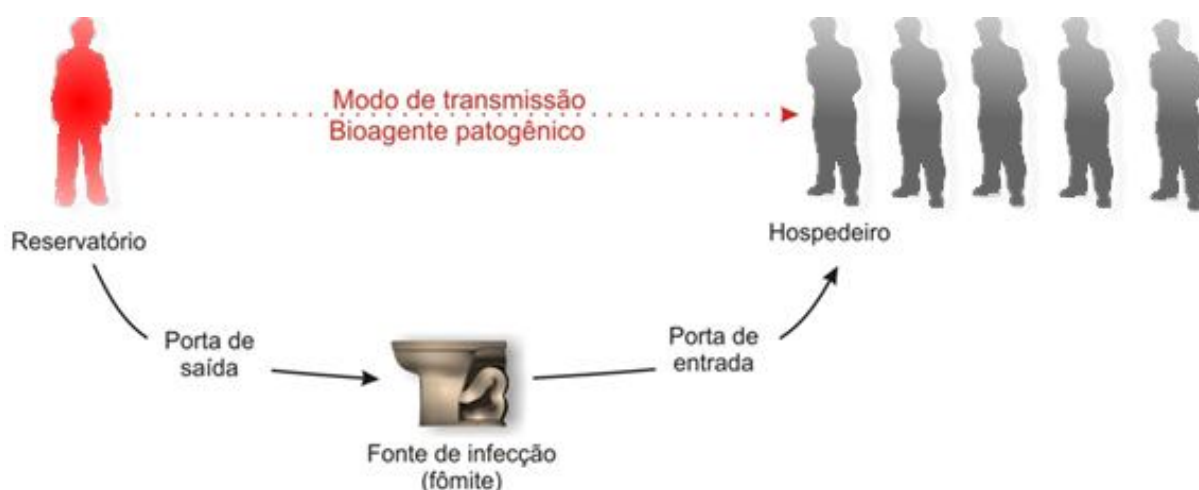 Modo de transmissão
Bioagente patogênico
Reservatório
Hospedeiro
Porta de
saída
Porta de
entrada
Fonte de infecção
(fômite)